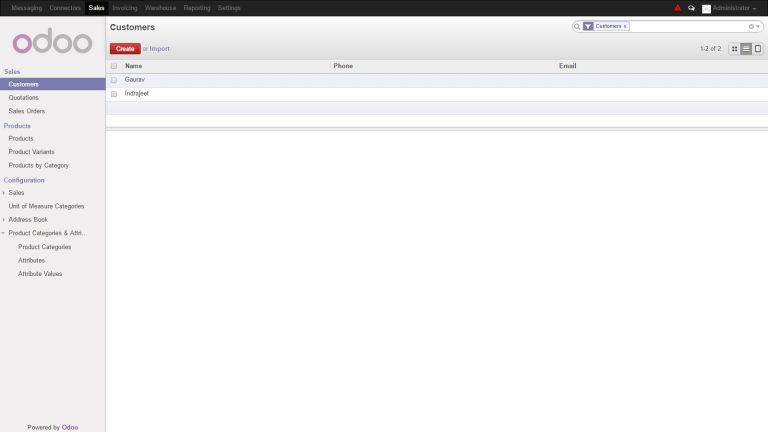 Messaging Connectors Sales Invoicing Warehouse Reporting Settings Administrator
odoo
Sales
Customers
Quotations
Sales Orders
Products
Products
Product Variants
Products by Category
Configuration
Sales
Unit of Measure Categories
Address Book
Product Categories & Attri...
Product Categories
Attributes
Attribute Values
Powered by Odoo
Customers
Customers x
Create or Import
1-2 of 2
Name Phone Email
Gaurav
Indrajeet